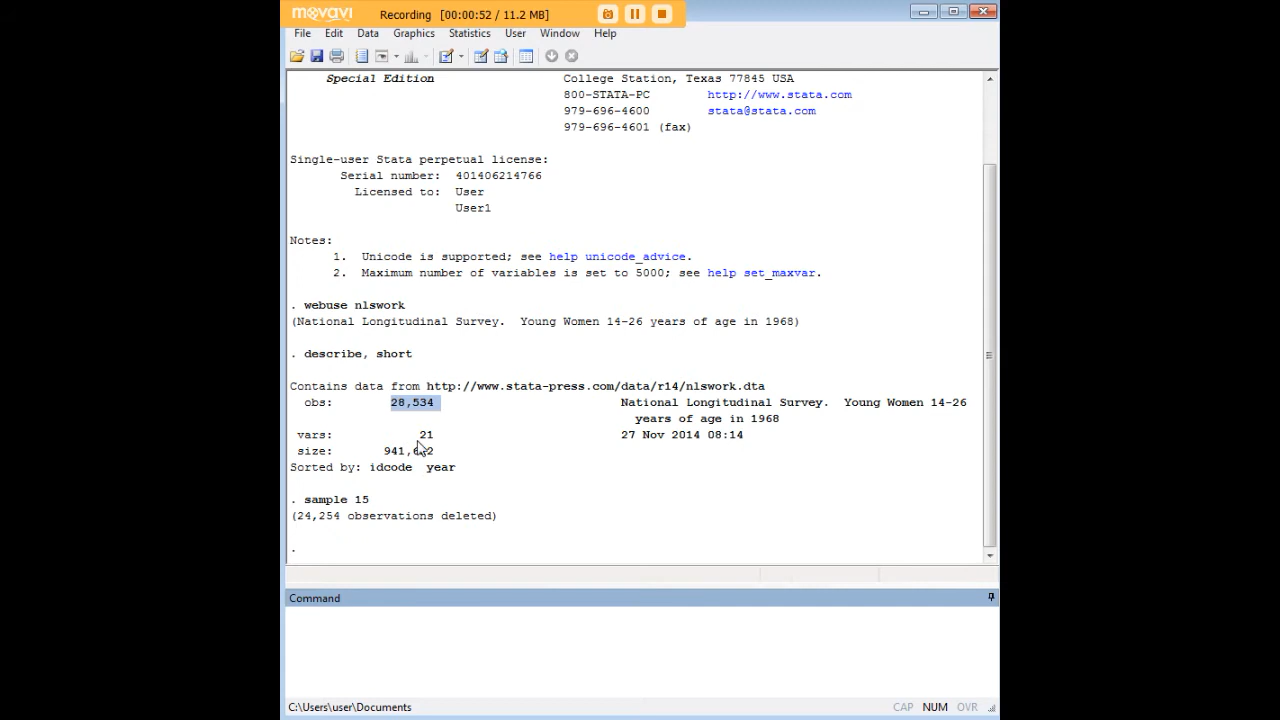 movavi Recording [00:00:52 / 11.2 MB]
File Edit Data Graphics Statistics User Window Help
Special Edition College Station, Texas 77845 USA
800-STATA-PC http://www.stata.com
979-696-4600 stata@stata.com
979-696-4601 (fax)
Single-user Stata perpetual license:
Serial number: 401406214766
Licensed to: User
User1
Notes:
1. Unicode is supported; see help unicode_advice.
2. Maximum number of variables is set to 5000; see help set_maxvar.
. webuse nlswork
(National Longitudinal Survey. Young Women 14-26 years of age in 1968)
. describe, short
Contains data from http://www.stata-press.com/data/r14/nlswork.dta
obs: 28,534 National Longitudinal Survey. Young Women 14-26
years of age in 1968
vars: 21 27 Nov 2014 08:14
size:
Sorted by: idcode year
. sample 15
(24,254 observations deleted)
.
Command
C:\Users\user\Documents CAP NUM OVR